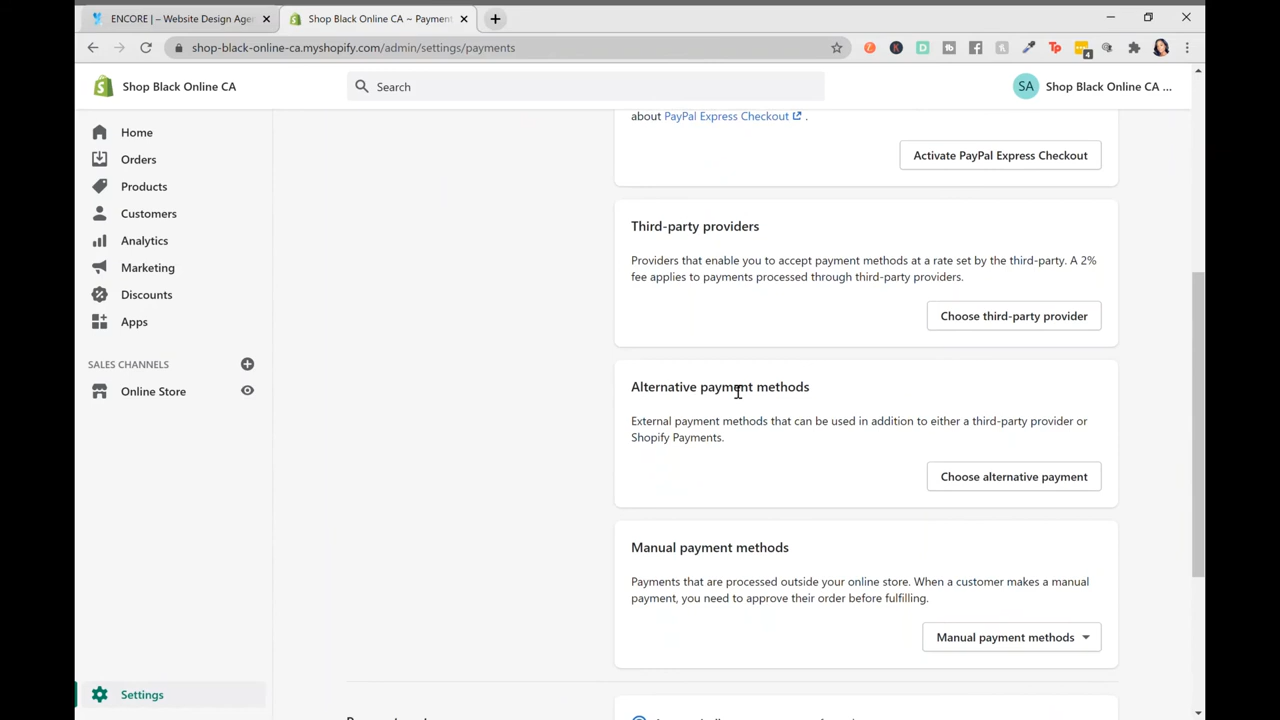 ENCORE | – Website Design Age
Shop Black Online CA ~ Payment
shop-black-online-ca.myshopify.com/admin/settings/payments
4
Shop Black Online CA
Search
SA
Shop Black Online CA ...
Home
Orders
Products
Customers
Analytics
Marketing
Discounts
Apps
SALES CHANNELS
Online Store
Settings
about PayPal Express Checkout .
Activate PayPal Express Checkout
Third-party providers
Providers that enable you to accept payment methods at a rate set by the third-party. A 2%
fee applies to payments processed through third-party providers.
Choose third-party provider
Alternative payment methods
External payment methods that can be used in addition to either a third-party provider or
Shopify Payments.
Choose alternative payment
Manual payment methods
Payments that are processed outside your online store. When a customer makes a manual
payment, you need to approve their order before fulfilling.
Manual payment methods